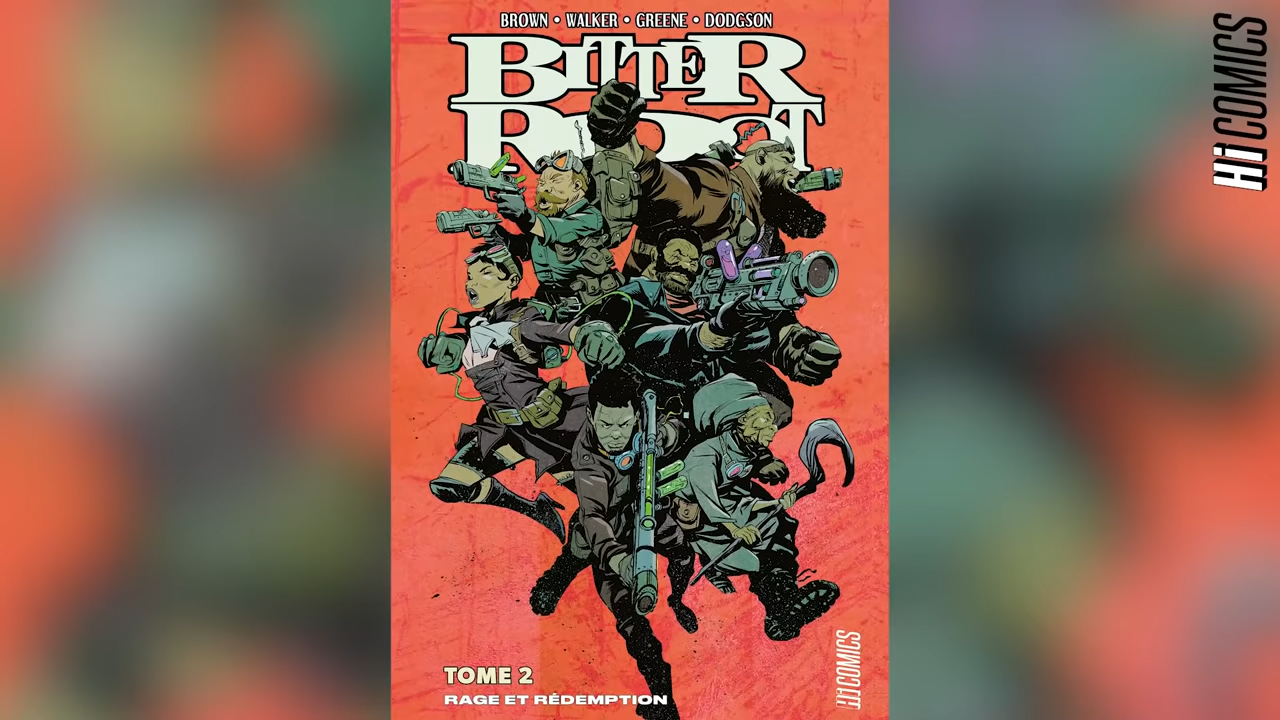 BROWN • WALKER • GREENE • DODGSON
BITTER
ROOT
TOME 2
RAGE ET RÉDEMPTION
Hi COMICS
Hi COMICS